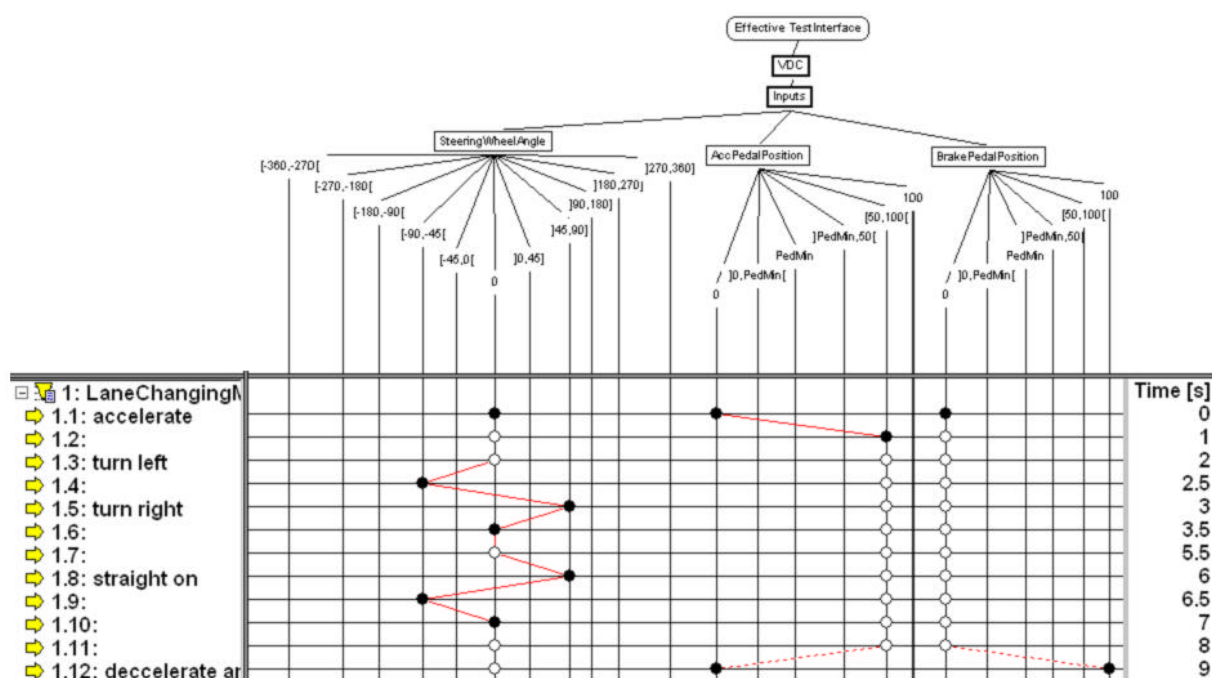 Effective TestInterface
VDC
Inputs
SteeringWheelAngle
AccPedalPosition
BrakePedalPosition
[-360,-270[
[-270,-180[
[-180,-90[
[-90,-45[
[-45,0[
0
]0,45]
]45,90]
]90,180]
]180,270]
]270,360]
0
]0,PedMin[
PedMin
]PedMin,50[
[50,100[
100
0
]0,PedMin[
PedMin
]PedMin,50]
[50,100[
100
1: LaneChangingM
Time [s]
1.1: accelerate 0
1.2: 1
1.3: turn left 2
1.4: 2.5
1.5: turn right 3
1.6: 3.5
1.7: 5.5
1.8: straight on 6
1.9: 6.5
1.10: 7
1.11: 8
1.12: deccelerate ar 9